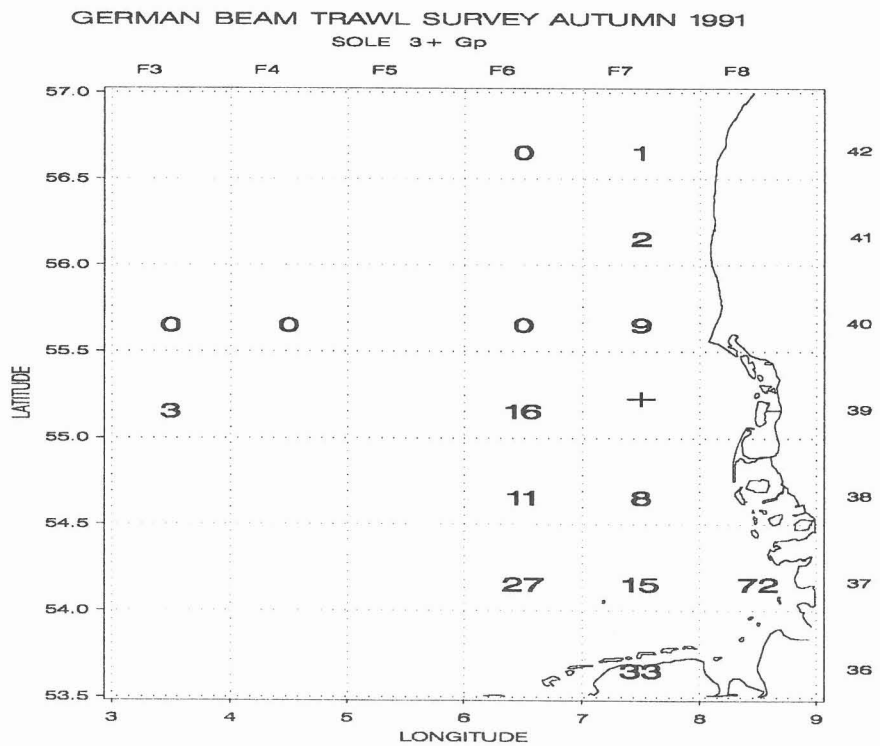 GERMAN BEAM TRAWL SURVEY AUTUMN 1991
SOLE 3+ Gp
F3 F4 F5 F6 F7 F8
57.0
0 1 42
56.5
2 41
56.0
0 0 0 9 40
55.5
3 16 + 39
55.0
11 8 38
54.5
27 15 72 37
54.0
33 36
53.5
3 4 5 6 7 8 9
LONGITUDE
LATITUDE